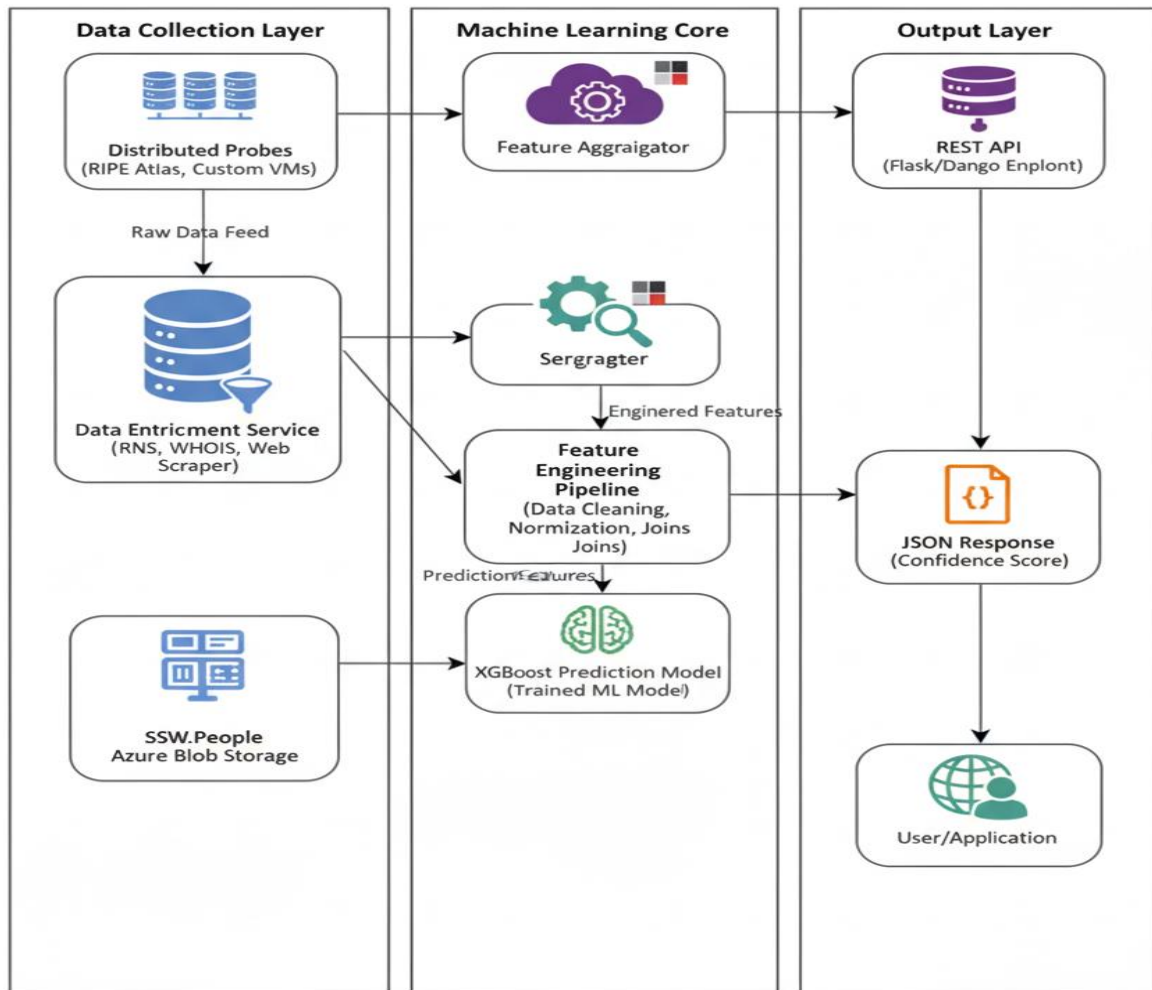 Data Collection Layer
Distributed Probes
(RIPE Atlas, Custom VMs)
Raw Data Feed
Data Entricment Service
(RNS, WHOIS, Web
Scraper)
SSW.People
Azure Blob Storage
Machine Learning Core
Feature Aggraigator
Sergragter
Enginered Features
Feature
Engineering
Pipeline
(Data Cleaning,
Normization, Joins
Joins)
Prediction
XGBoost Prediction Model
(Trained ML Model)
Output Layer
REST API
(Flask/Dango Enplont)
{}
JSON Response
(Confidence Score)
User/Application